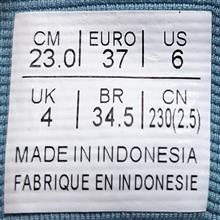 CM EURO US
23.0 37 6
UK BR CN
4 34.5 230(2.5)
MADE IN INDONESIA
FABRIQUE EN INDONESIE